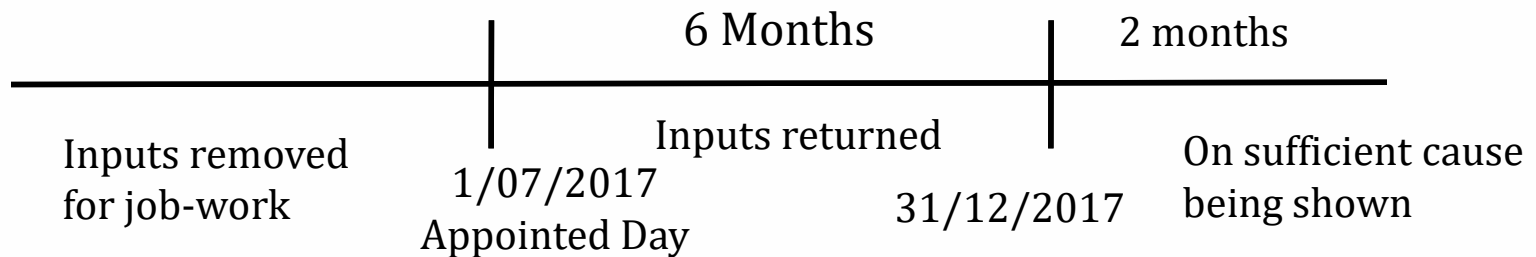 6 Months
2 months
Inputs removed
for job-work
1/07/2017
Appointed Day
Inputs returned
31/12/2017
On sufficient cause
being shown